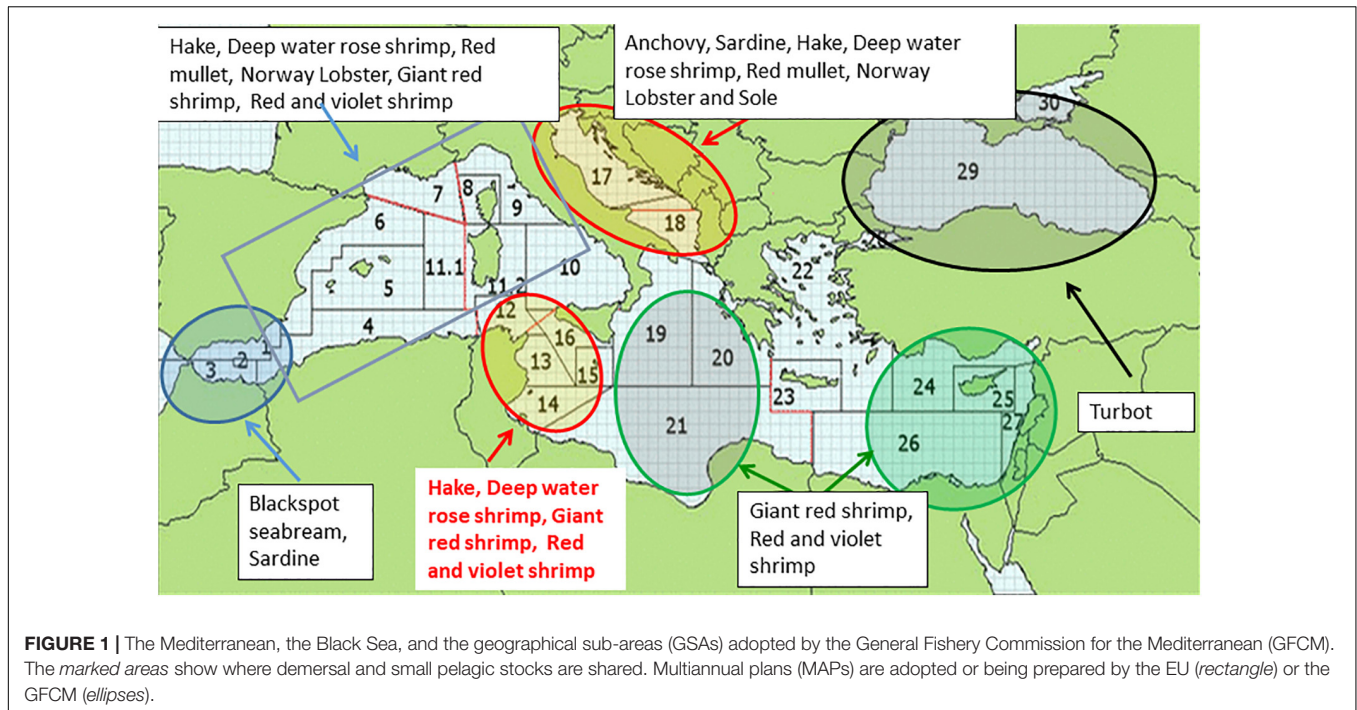 Hake, Deep water rose shrimp, Red
mullet, Norway Lobster, Giant red
shrimp, Red and violet shrimp
Anchovy, Sardine, Hake, Deep water
rose shrimp, Red mullet, Norway
Lobster and Sole
30
29
17
18
7
8
9
6
11.1
5
10
11.2
4
12
22
1
2
3
16
13
15
14
19
20
21
23
24
25
27
26
Turbot
Blackspot
seabream,
Sardine
Hake, Deep water
rose shrimp, Giant
red shrimp, Red
and violet shrimp
Giant red shrimp,
Red and violet
shrimp
FIGURE 1 | The Mediterranean, the Black Sea, and the geographical sub-areas (GSAs) adopted by the General Fishery Commission for the Mediterranean (GFCM).
The marked areas show where demersal and small pelagic stocks are shared. Multiannual plans (MAPs) are adopted or being prepared by the EU (rectangle) or the
GFCM (ellipses).